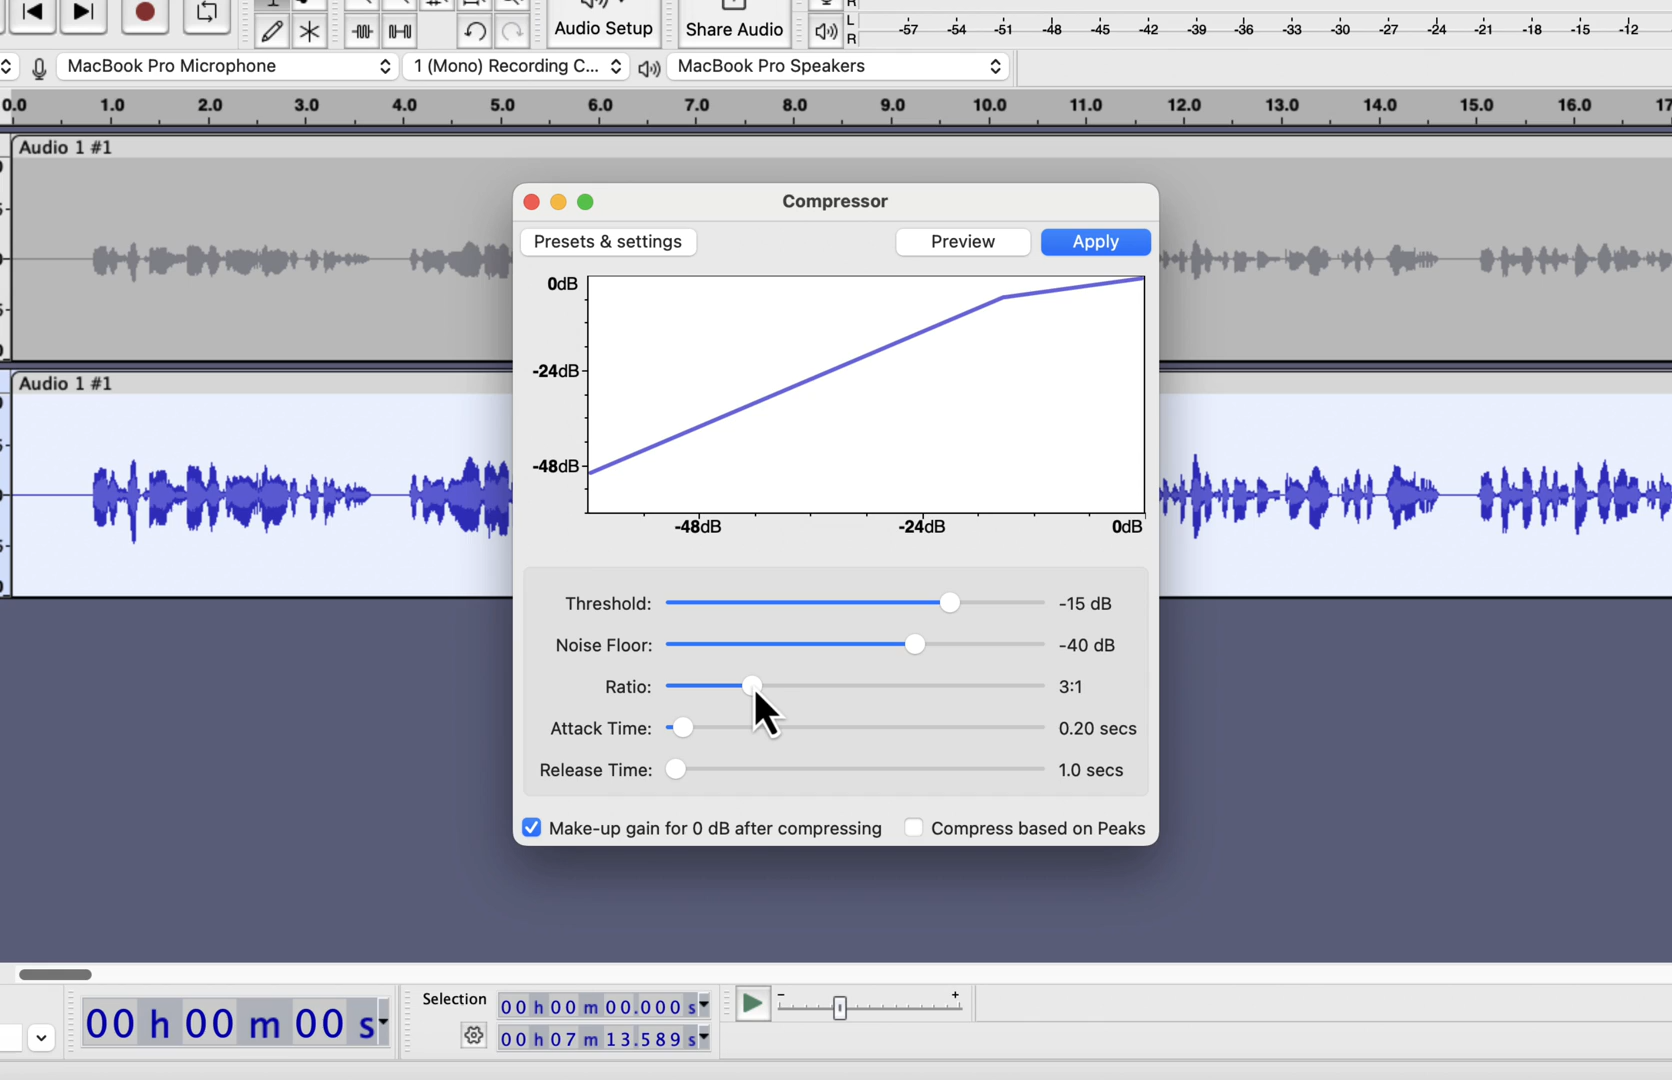 R
Audio Setup
Share Audio
L
R
-57 -54 -51 -48 -45 -42 -39 -36 -33 -30 -27 -24 -21 -18 -15 -12
MacBook Pro Microphone
1 (Mono) Recording C...
MacBook Pro Speakers
0.0 1.0 2.0 3.0 4.0 5.0 6.0 7.0 8.0 9.0 10.0 11.0 12.0 13.0 14.0 15.0 16.0 17
Audio 1 #1
Compressor
Presets & settings
Preview
Apply
0dB
-24dB
-48dB
-48dB -24dB 0dB
Audio 1 #1
Threshold: -15 dB
Noise Floor: -40 dB
Ratio: 3:1
Attack Time: 0.20 secs
Release Time: 1.0 secs
Make-up gain for 0 dB after compressing
Compress based on Peaks
00 h 00 m 00 s
Selection
00 h 00 m 00.000 s
00 h 07 m 13.589 s
- +